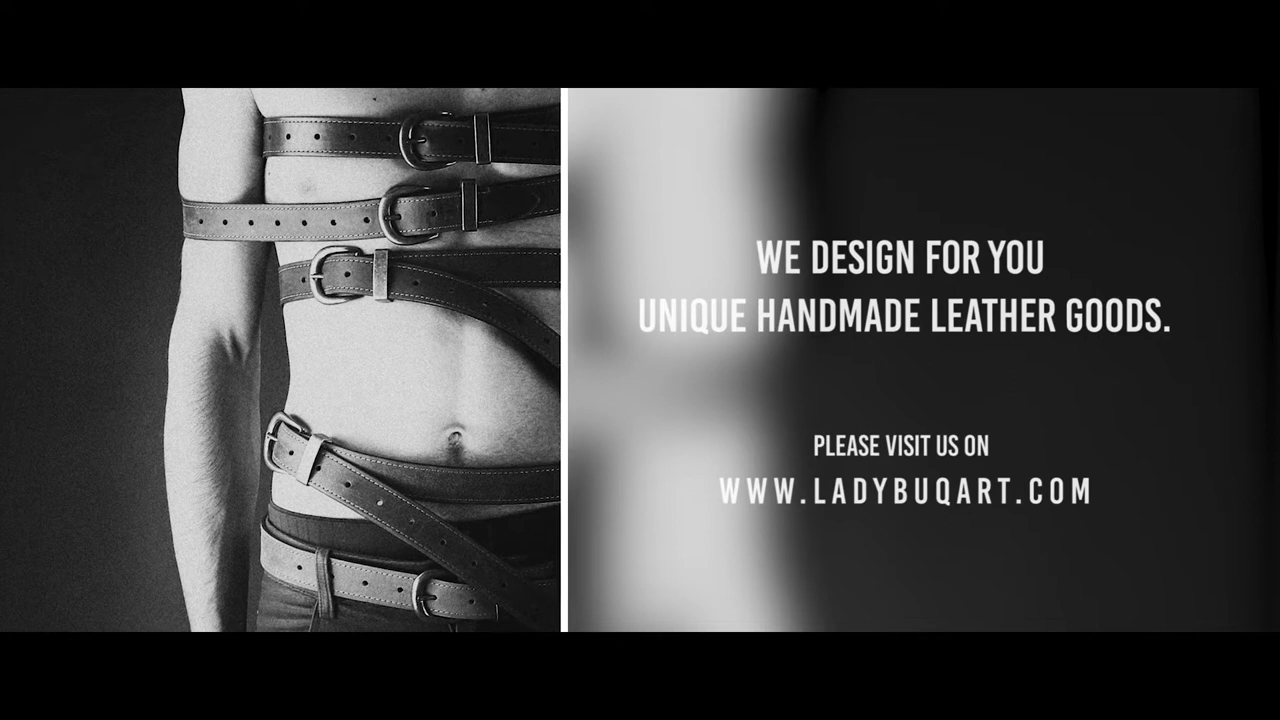 WE DESIGN FOR YOU
UNIQUE HANDMADE LEATHER GOODS.
PLEASE VISIT US ON
WWW.LADYBUQART.COM